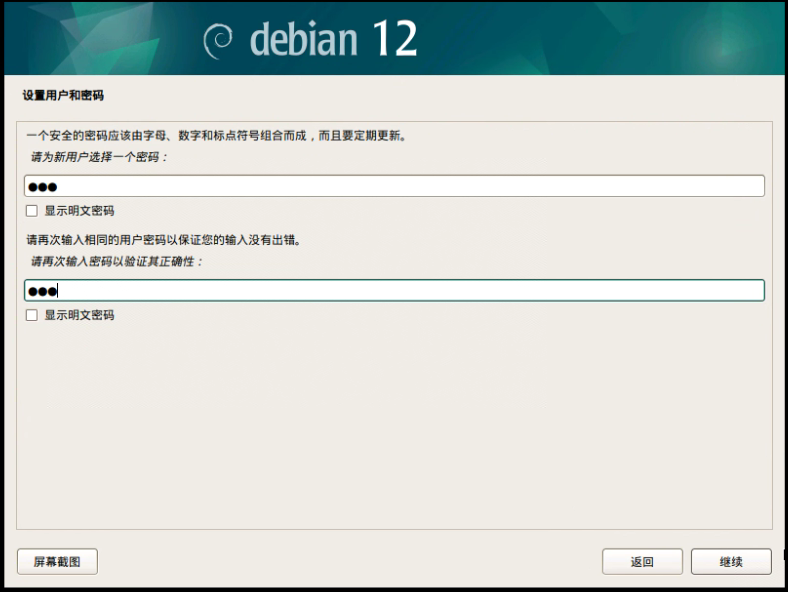 debian 12
设置用户和密码
一个安全的密码应该由字母、数字和标点符号组合而成，而且要定期更新。
请为新用户选择一个密码：
●●●
显示明文密码
请再次输入相同的用户密码以保证您的输入没有出错。
请再次输入密码以验证其正确性：
●●●
显示明文密码
屏幕截图
返回
继续